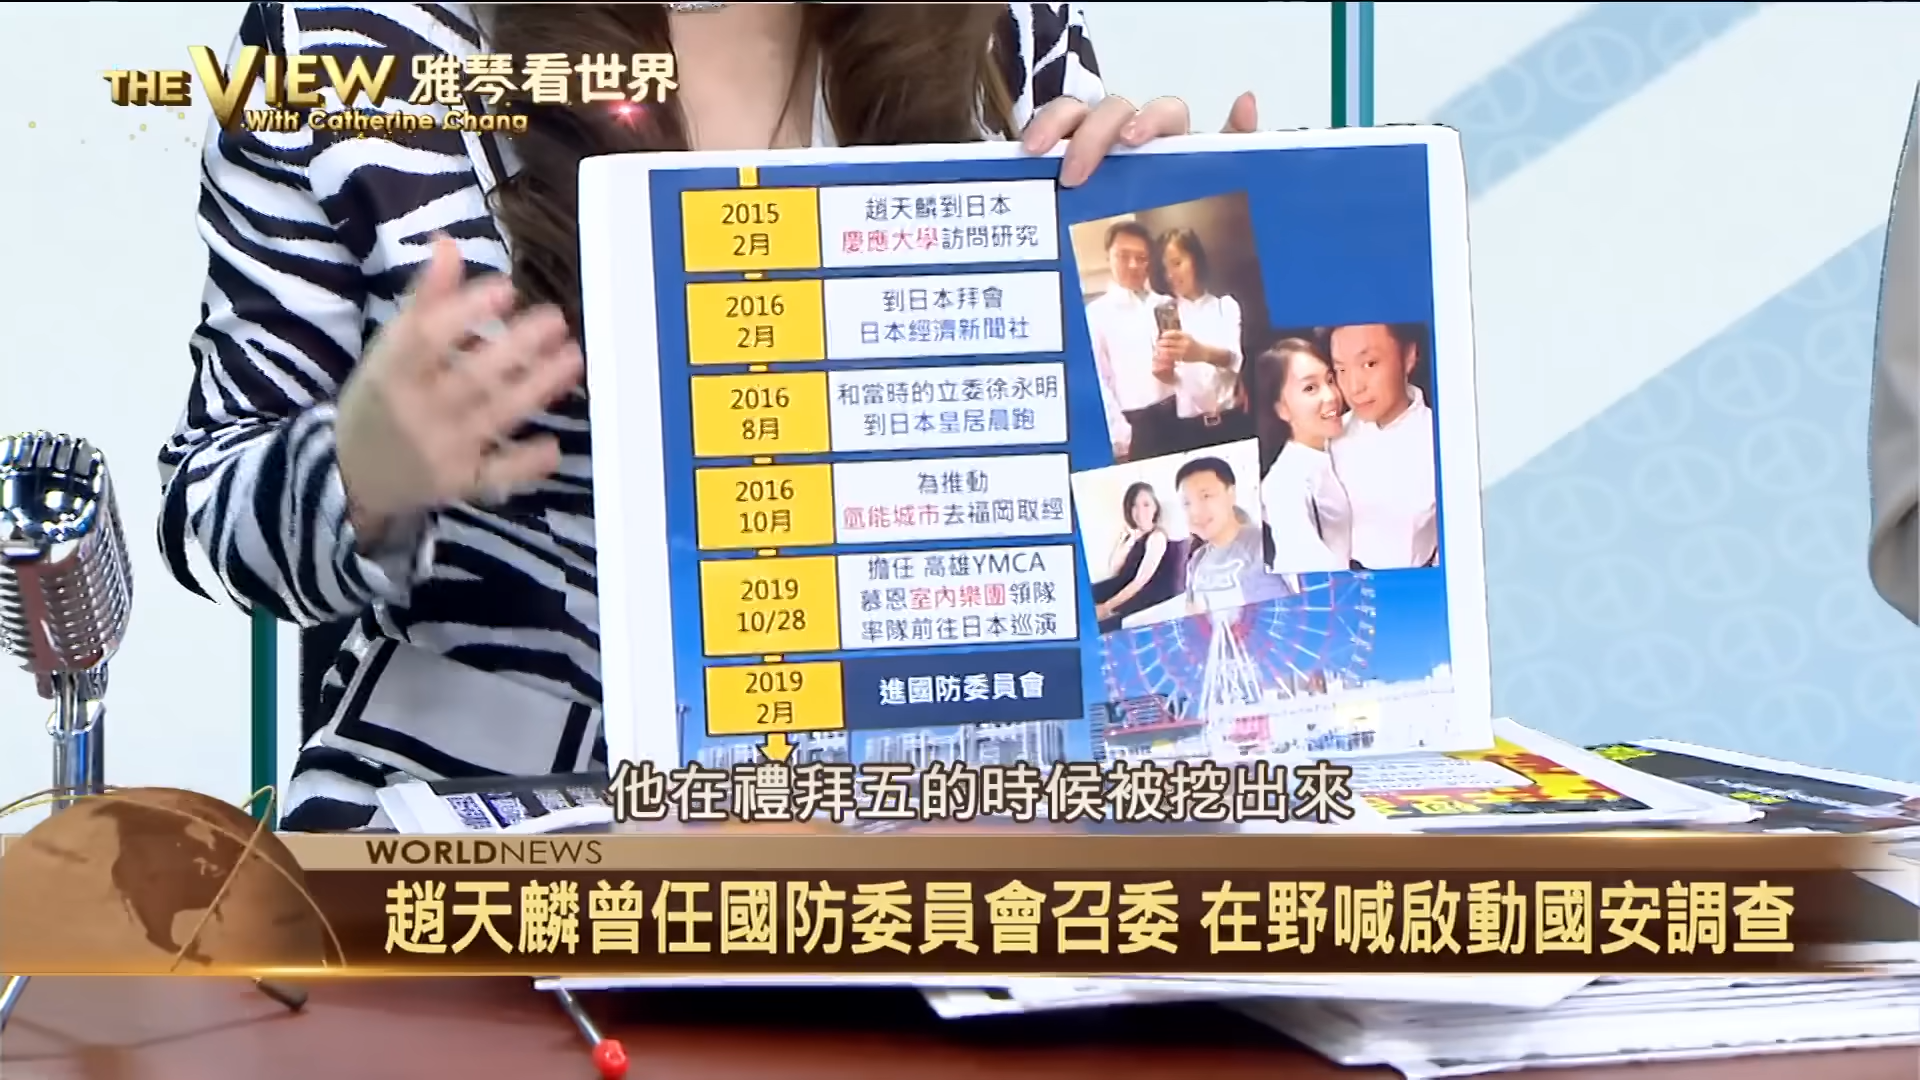 THE VIEW 雅琴看世界
With Catherine Chang
2015
2月
趙天麟到日本
慶應大學訪問研究
2016
2月
到日本拜會
日本經濟新聞社
2016
8月
和當時的立委徐永明
到日本皇居晨跑
2016
10月
為推動
氫能城市去福岡取經
2019
10/28
擔任 高雄YMCA
慕恩室內樂團領隊
率隊前往日本巡演
2019
2月
進國防委員會
他在禮拜五的時候被挖出來
WORLDNEWS
趙天麟曾任國防委員會召委 在野喊啟動國安調查